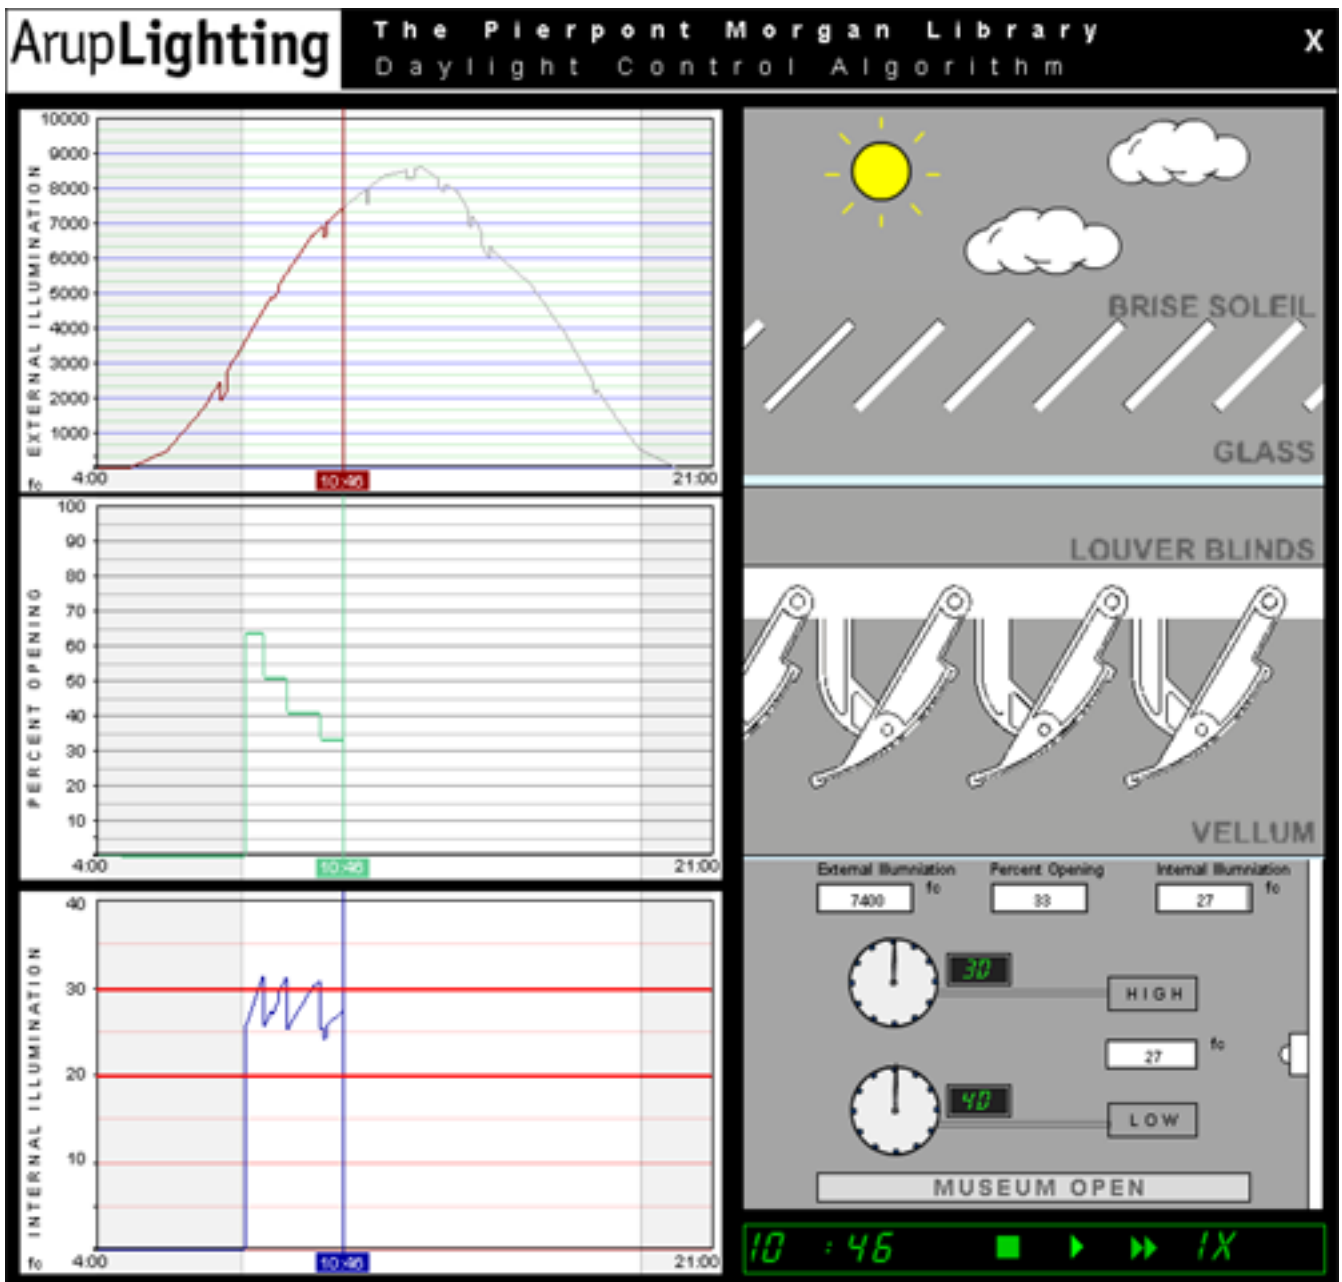 ArupLighting
The Pierpont Morgan Library
Daylight Control Algorithm
X
EXTERNAL ILLUMINATION
10000
9000
8000
7000
6000
5000
4000
3000
2000
1000
fc
4:00
10:46
21:00
PERCENT OPENING
100
90
80
70
60
50
40
30
20
10
4:00
10:46
21:00
INTERNAL ILLUMINATION
40
30
20
10
fc
4:00
10:46
21:00
BRISE SOLEIL
GLASS
LOUVER BLINDS
VELLUM
External Illumniation
Percent Opening
Internal Illumniation
7400 fc
33
27 fc
30
HIGH
27 fc
40
LOW
MUSEUM OPEN
10 : 46 1X